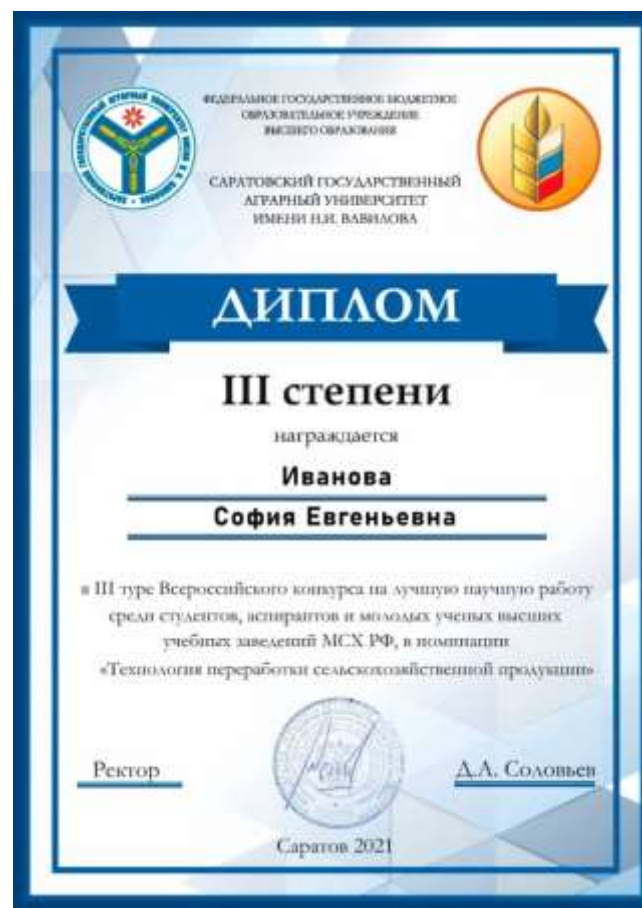 ФЕДЕРАЛЬНОЕ ГОСУДАРСТВЕННОЕ БЮДЖЕТНОЕ
ОБРАЗОВАТЕЛЬНОЕ УЧРЕЖДЕНИЕ
ВЫСШЕГО ОБРАЗОВАНИЯ
САРАТОВСКИЙ ГОСУДАРСТВЕННЫЙ
АГРАРНЫЙ УНИВЕРСИТЕТ
ИМЕНИ Н.И. ВАВИЛОВА
ДИПЛОМ
III степени
награждается
Иванова
София Евгеньевна
в III туре Всероссийского конкурса на лучшую научную работу
среди студентов, аспирантов и молодых ученых высших
учебных заведений МСХ РФ, в номинации
«Технология переработки сельскохозяйственной продукции»
Ректор
Д.А. Соловьев
Саратов 2021